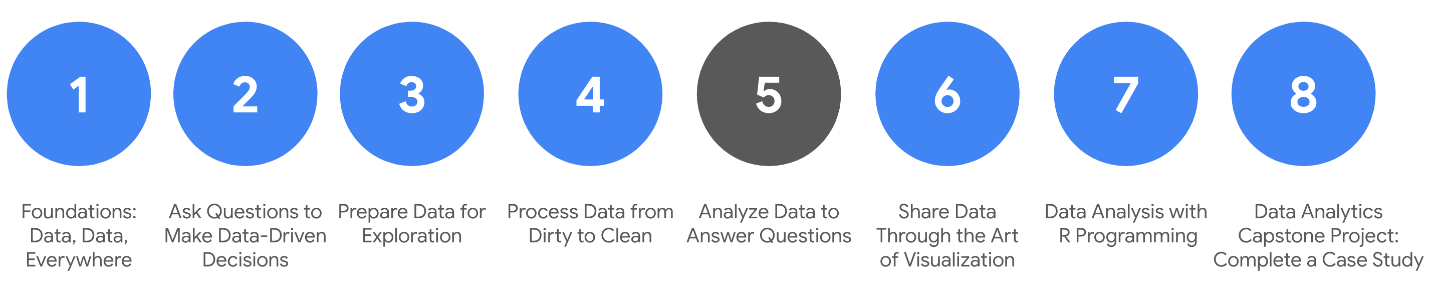 1
Foundations:
Data, Data,
Everywhere
2
Ask Questions to
Make Data-Driven
Decisions
3
Prepare Data for
Exploration
4
Process Data from
Dirty to Clean
5
Analyze Data to
Answer Questions
6
Share Data
Through the Art
of Visualization
7
Data Analysis with
R Programming
8
Data Analytics
Capstone Project:
Complete a Case Study